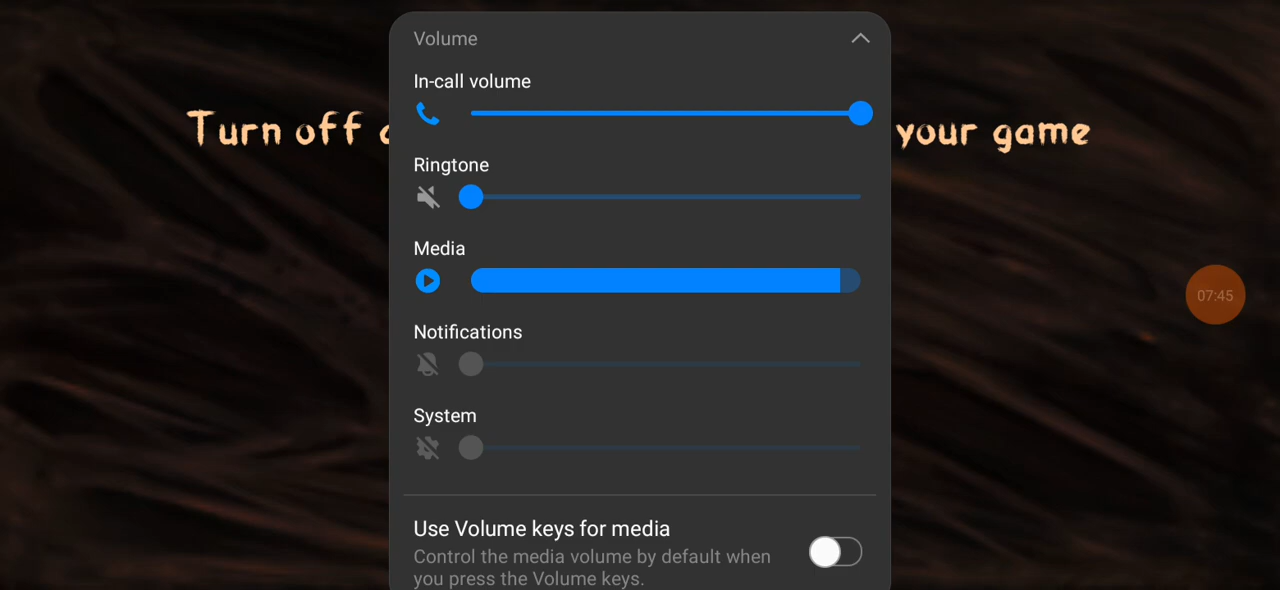 Volume
In-call volume
Turn off your game
Ringtone
Media
07:45
Notifications
System
Use Volume keys for media
Control the media volume by default when
you press the Volume keys.